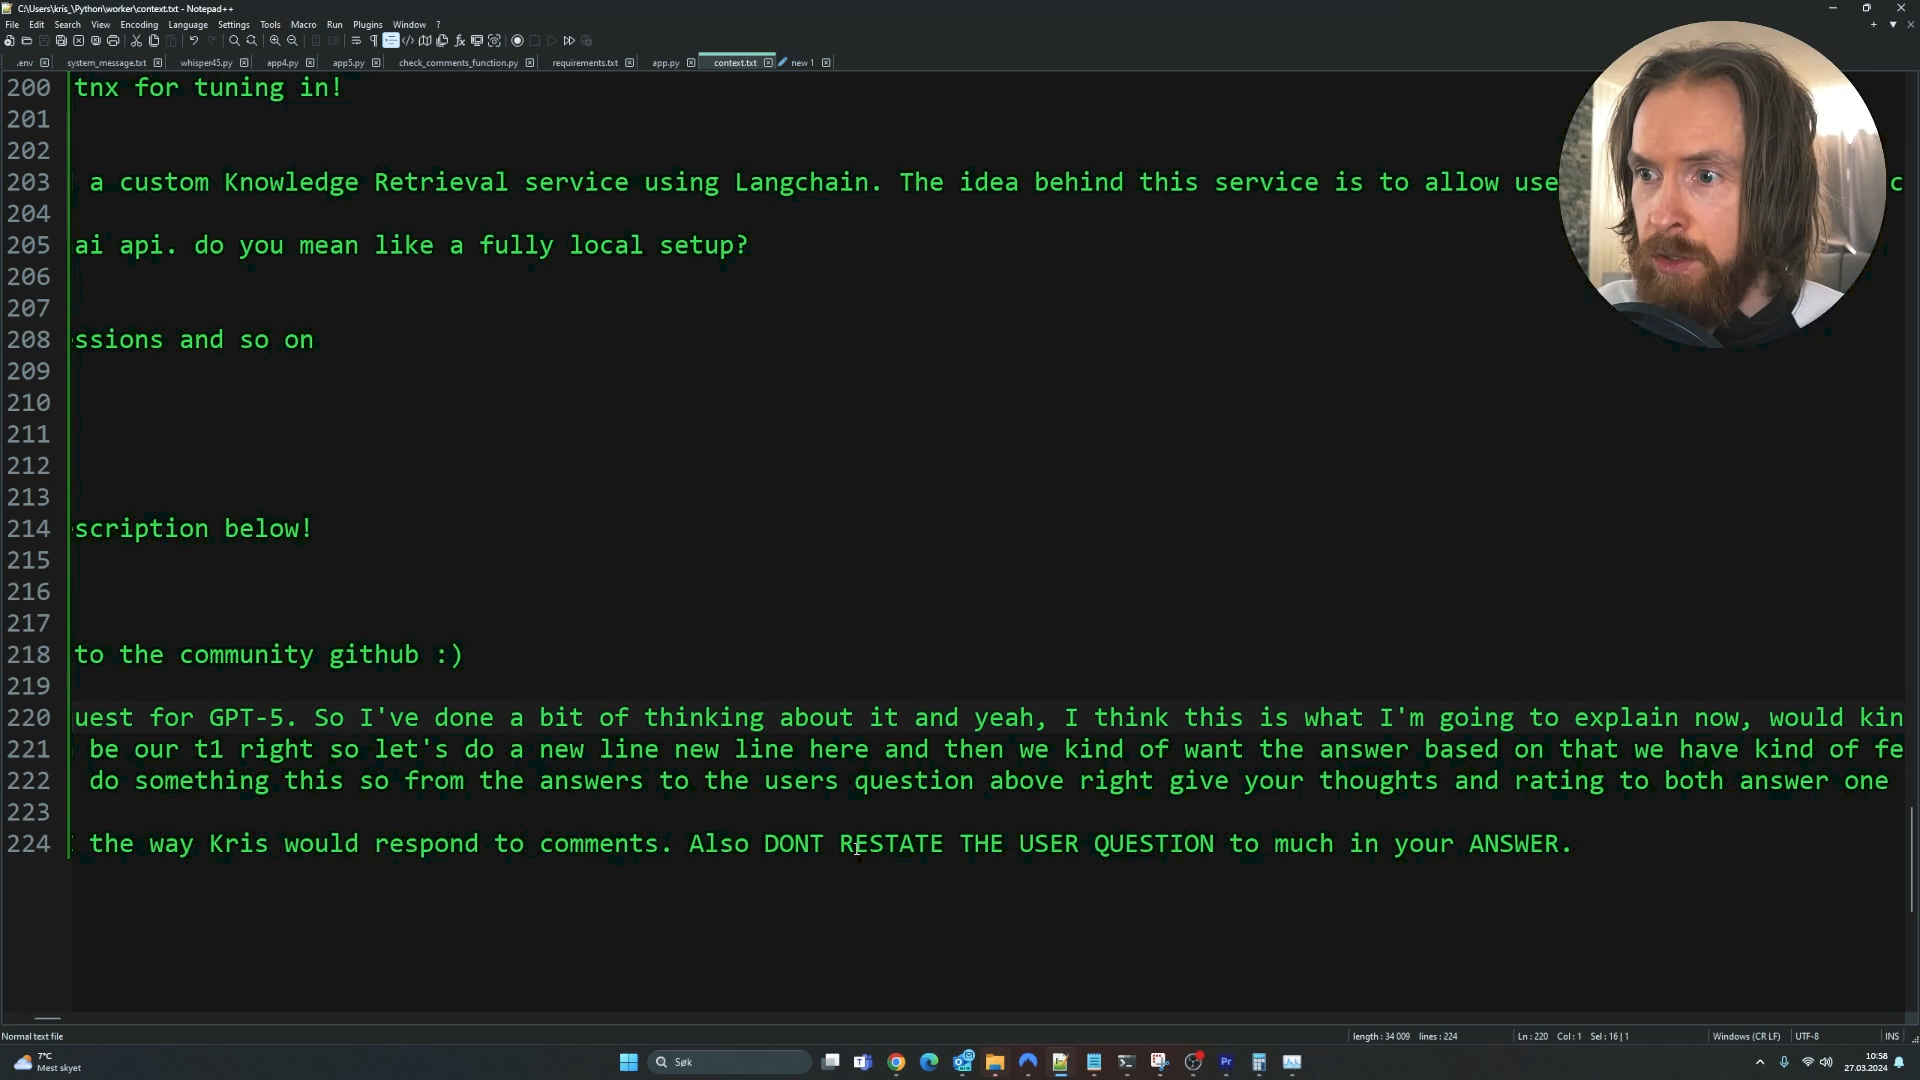 C:\Users\kris_\Python\worker\context.txt - Notepad++
File Edit Search View Encoding Language Settings Tools Macro Run Plugins Window ?
.env system_message.txt whisper45.py app4.py app5.py check_comments_function.py requirements.txt app.py context.txt new 1
200 tnx for tuning in!
201
202
203 a custom Knowledge Retrieval service using Langchain. The idea behind this service is to allow use c
204
205 ai api. do you mean like a fully local setup?
206
207
208 ssions and so on
209
210
211
212
213
214 scription below!
215
216
217
218 to the community github :)
219
220 uest for GPT-5. So I've done a bit of thinking about it and yeah, I think this is what I'm going to explain now, would kin
221 be our t1 right so let's do a new line new line here and then we kind of want the answer based on that we have kind of fe
222 do something this so from the answers to the users question above right give your thoughts and rating to both answer one
223
224 the way Kris would respond to comments. Also DONT RESTATE THE USER QUESTION to much in your ANSWER.
Normal text file length : 34 009 lines : 224 Ln : 220 Col : 1 Sel : 16 | 1 Windows (CR LF) UTF-8 INS
7°C
Mest skyet
Søk
10:58
27.03.2024